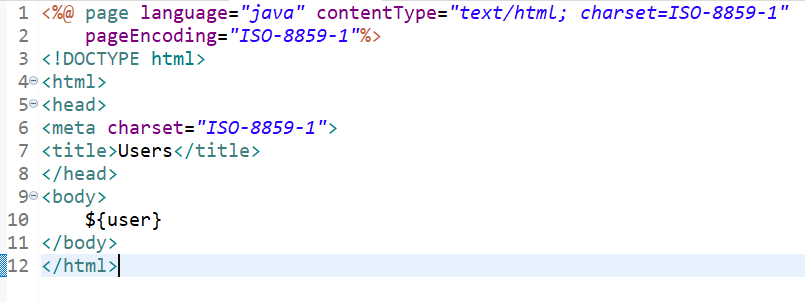 1 <%@ page language="java" contentType="text/html; charset=ISO-8859-1"
2     pageEncoding="ISO-8859-1"%>
3 <!DOCTYPE html>
4 <html>
5 <head>
6 <meta charset="ISO-8859-1">
7 <title>Users</title>
8 </head>
9 <body>
10     ${user}
11 </body>
12 </html>